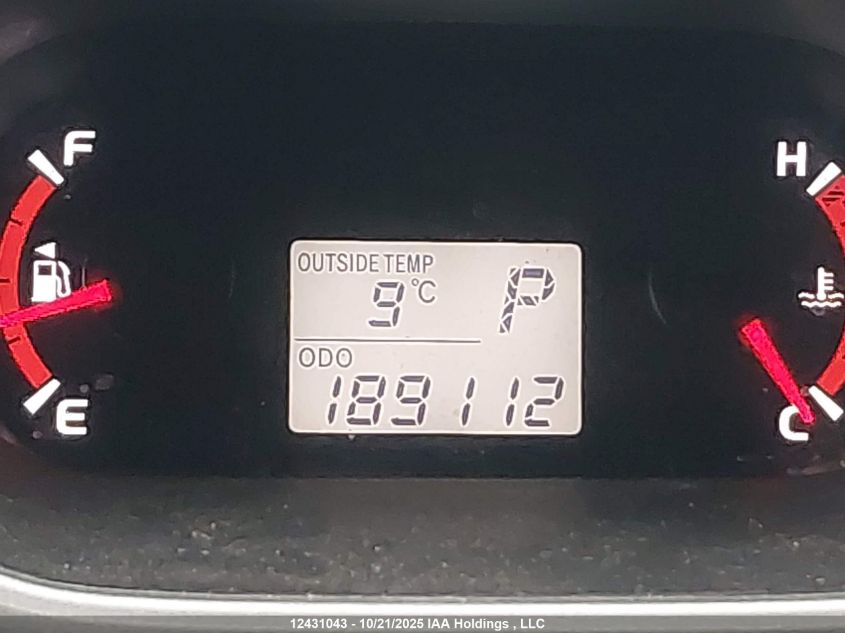 F
H
OUTSIDE TEMP
9°C P
ODO
189112
E
C
12431043 - 10/21/2025 IAA Holdings , LLC